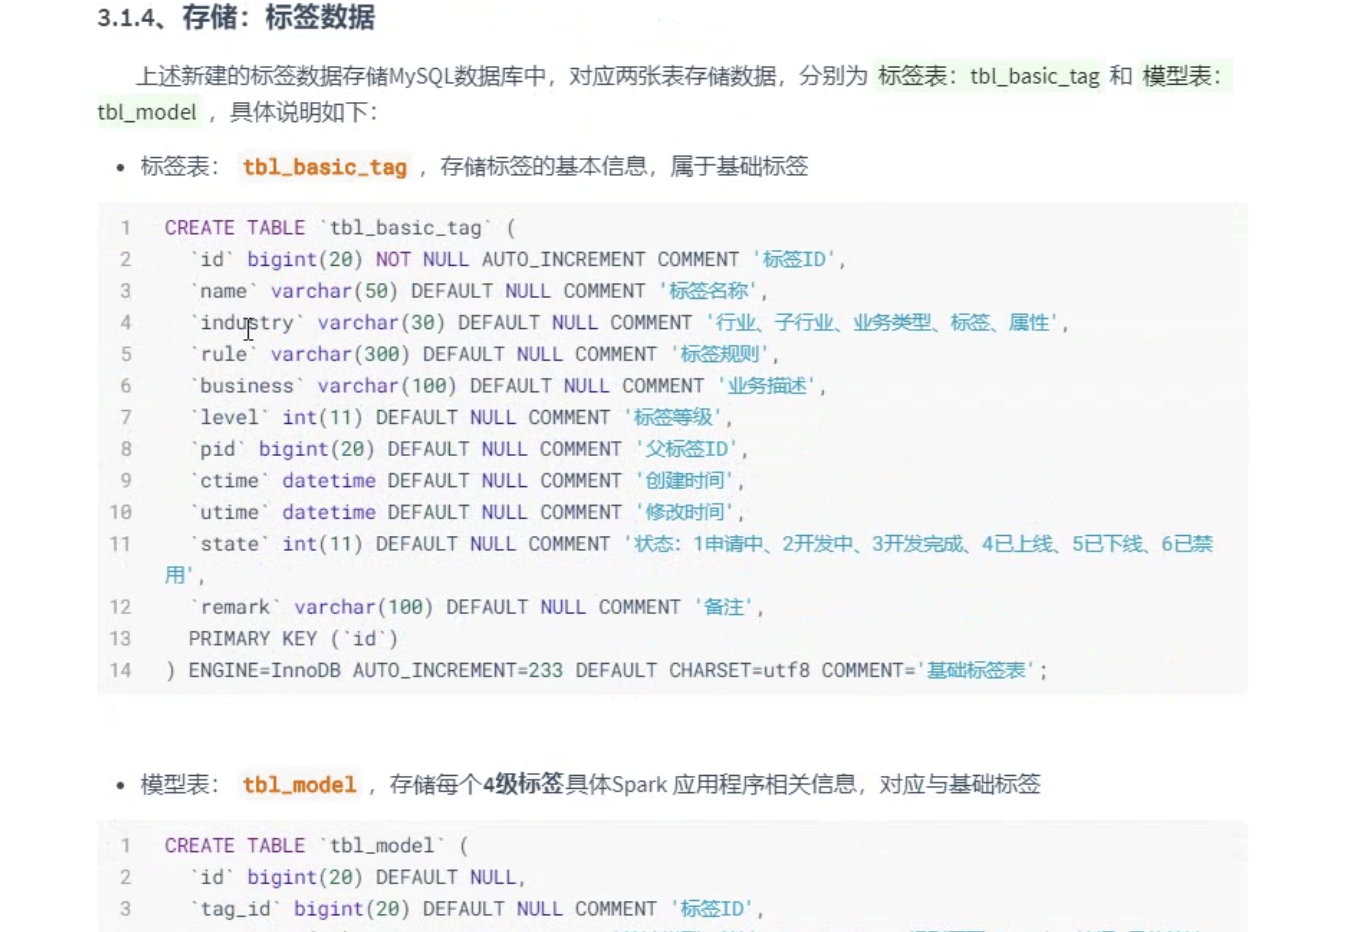 3.1.4、存储：标签数据
上述新建的标签数据存储MySQL数据库中，对应两张表存储数据，分别为 标签表：tbl_basic_tag 和 模型表：
tbl_model ，具体说明如下：
• 标签表： tbl_basic_tag ，存储标签的基本信息，属于基础标签
1 CREATE TABLE `tbl_basic_tag` (
2 `id` bigint(20) NOT NULL AUTO_INCREMENT COMMENT '标签ID',
3 `name` varchar(50) DEFAULT NULL COMMENT '标签名称',
4 `industry` varchar(30) DEFAULT NULL COMMENT '行业、子行业、业务类型、标签、属性',
5 `rule` varchar(300) DEFAULT NULL COMMENT '标签规则',
6 `business` varchar(100) DEFAULT NULL COMMENT '业务描述',
7 `level` int(11) DEFAULT NULL COMMENT '标签等级',
8 `pid` bigint(20) DEFAULT NULL COMMENT '父标签ID',
9 `ctime` datetime DEFAULT NULL COMMENT '创建时间',
10 `utime` datetime DEFAULT NULL COMMENT '修改时间',
11 `state` int(11) DEFAULT NULL COMMENT '状态：1申请中、2开发中、3开发完成、4已上线、5已下线、6已禁
用',
12 `remark` varchar(100) DEFAULT NULL COMMENT '备注',
13 PRIMARY KEY (`id`)
14 ) ENGINE=InnoDB AUTO_INCREMENT=233 DEFAULT CHARSET=utf8 COMMENT='基础标签表';
• 模型表： tbl_model ，存储每个4级标签具体Spark 应用程序相关信息，对应与基础标签
1 CREATE TABLE `tbl_model` (
2 `id` bigint(20) DEFAULT NULL,
3 `tag_id` bigint(20) DEFAULT NULL COMMENT '标签ID',